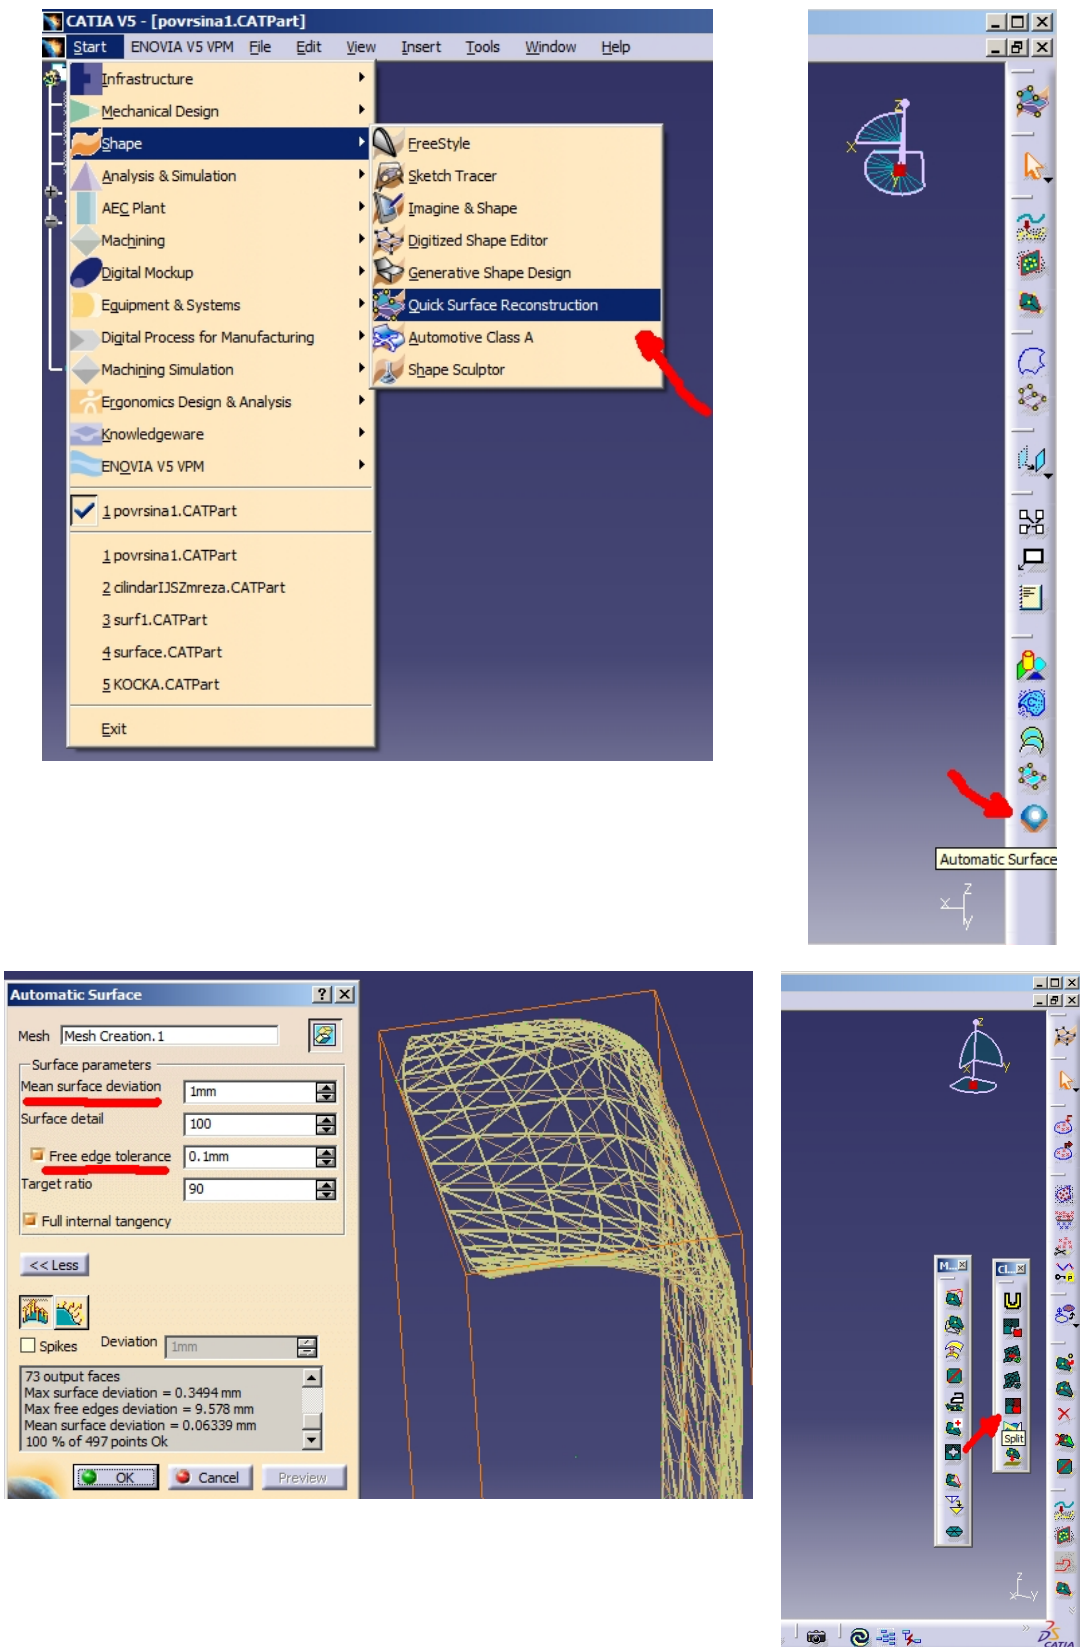 CATIA V5 - [povrsina1.CATPart]
Start ENOVIA V5 VPM File Edit View Insert Tools Window Help
Infrastructure
Mechanical Design
Shape
Analysis & Simulation
AEC Plant
Machining
Digital Mockup
Equipment & Systems
Digital Process for Manufacturing
Machining Simulation
Ergonomics Design & Analysis
Knowledgeware
ENOVIA V5 VPM
1 povrsina1.CATPart
1 povrsina1.CATPart
2 cilindarIJSZmreza.CATPart
3 surf1.CATPart
4 surface.CATPart
5 KOCKA.CATPart
Exit
FreeStyle
Sketch Tracer
Imagine & Shape
Digitized Shape Editor
Generative Shape Design
Quick Surface Reconstruction
Automotive Class A
Shape Sculptor
z
x
y
Automatic Surface
z
x
y
Automatic Surface
Mesh Mesh Creation.1
Surface parameters
Mean surface deviation 1mm
Surface detail 100
Free edge tolerance 0.1mm
Target ratio 90
Full internal tangency
<< Less
Spikes Deviation 1mm
73 output faces
Max surface deviation = 0.3494 mm
Max free edges deviation = 9.578 mm
Mean surface deviation = 0.06339 mm
100 % of 497 points Ok
OK Cancel Preview
z
x y
M...
Cl...
Split
z
x y
CATIA